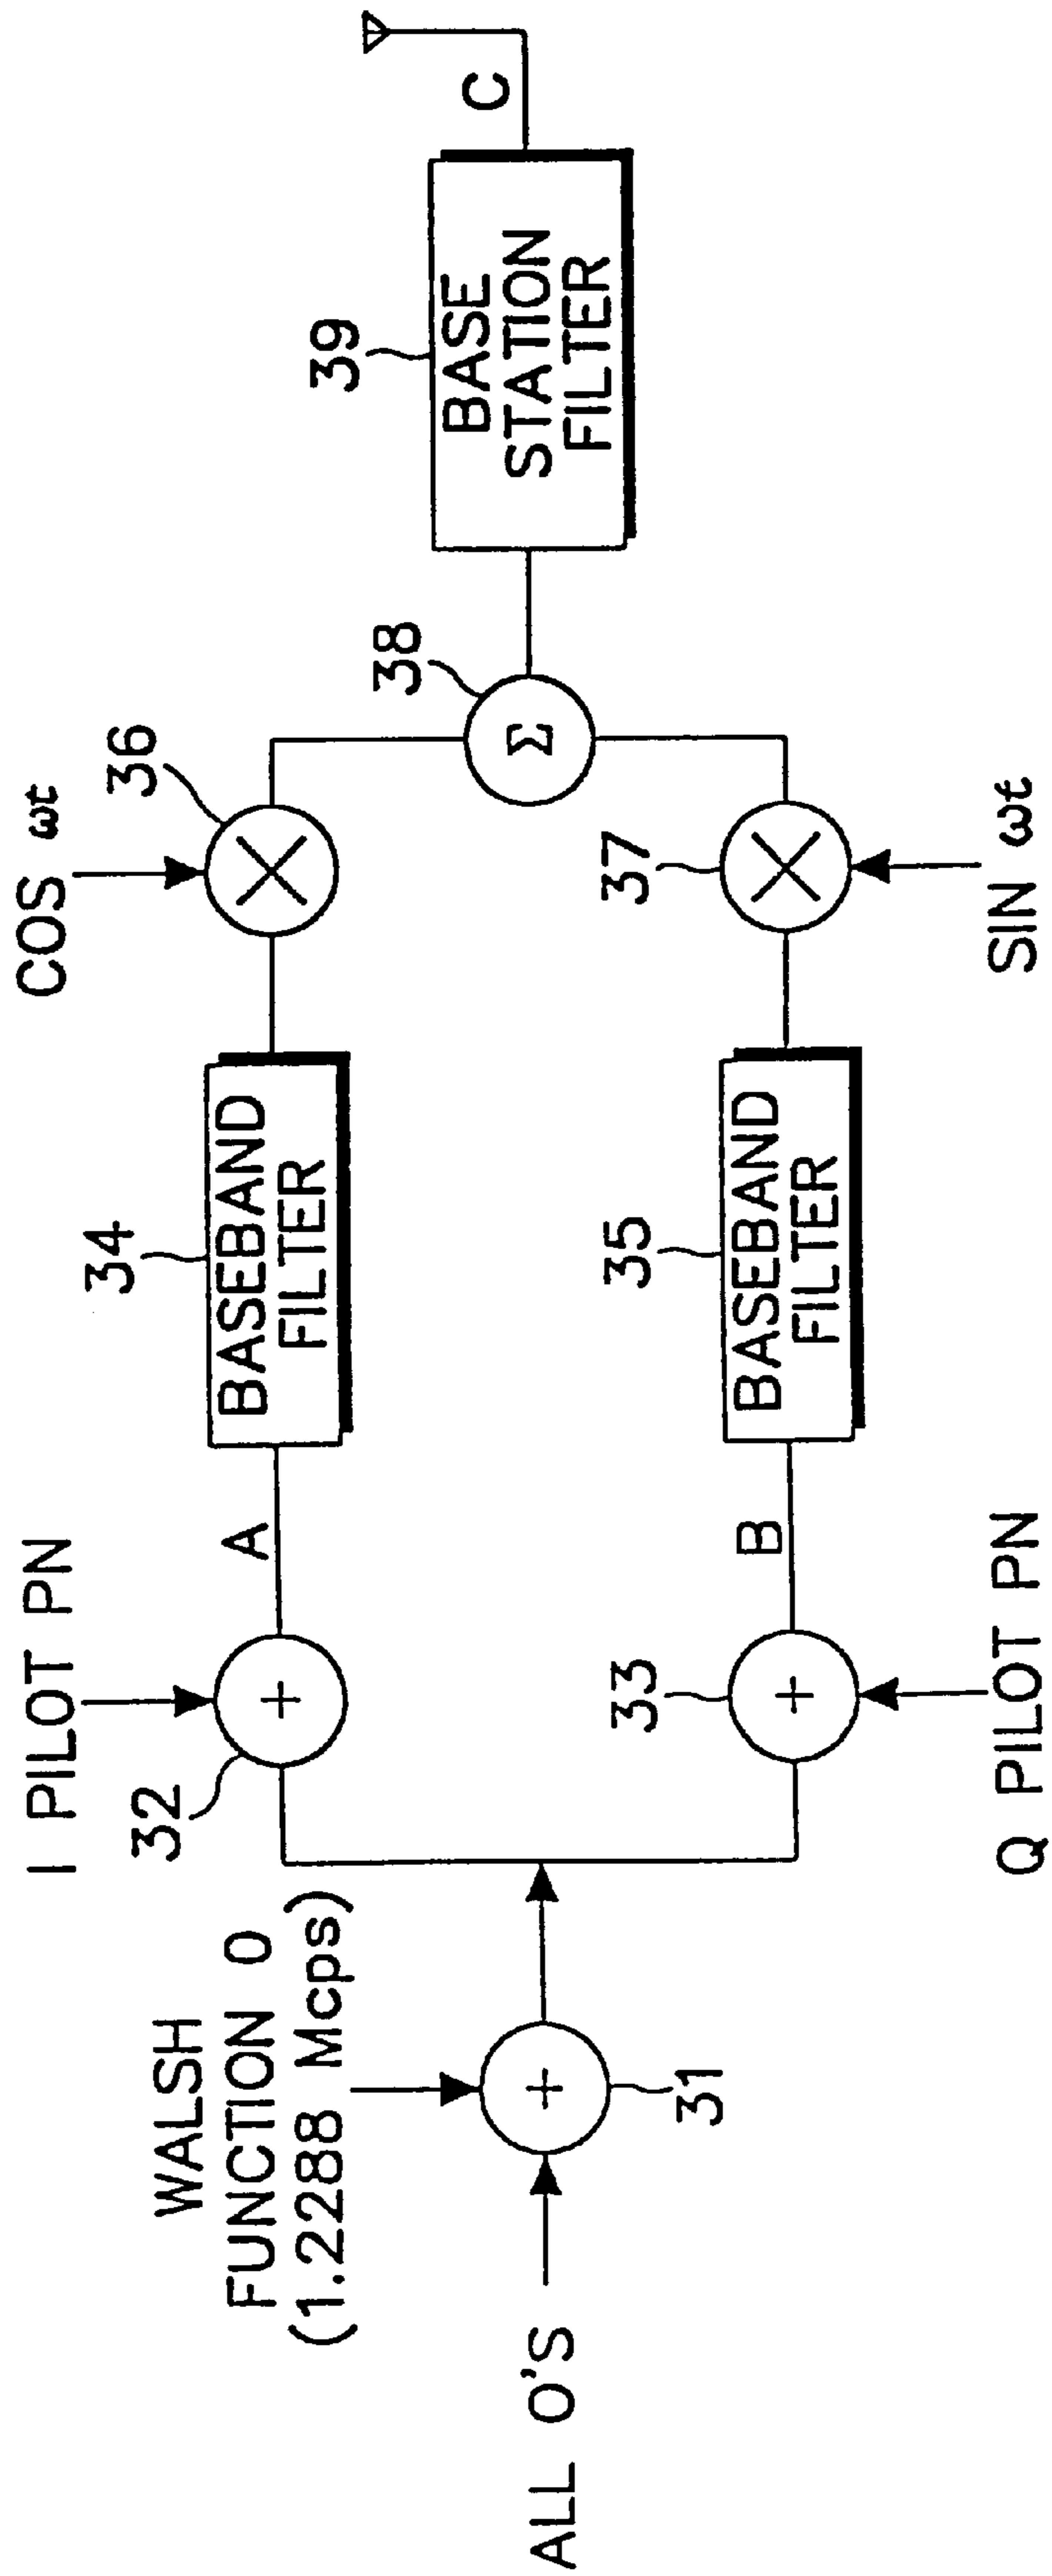 ALL O'S
WALSH
FUNCTION 0
(1.2288 Mcps)
31
I PILOT PN
32
A
34
BASEBAND
FILTER
COS ωt
36
Q PILOT PN
33
B
35
BASEBAND
FILTER
SIN ωt
37
38
Σ
39
BASE
STATION
FILTER
C